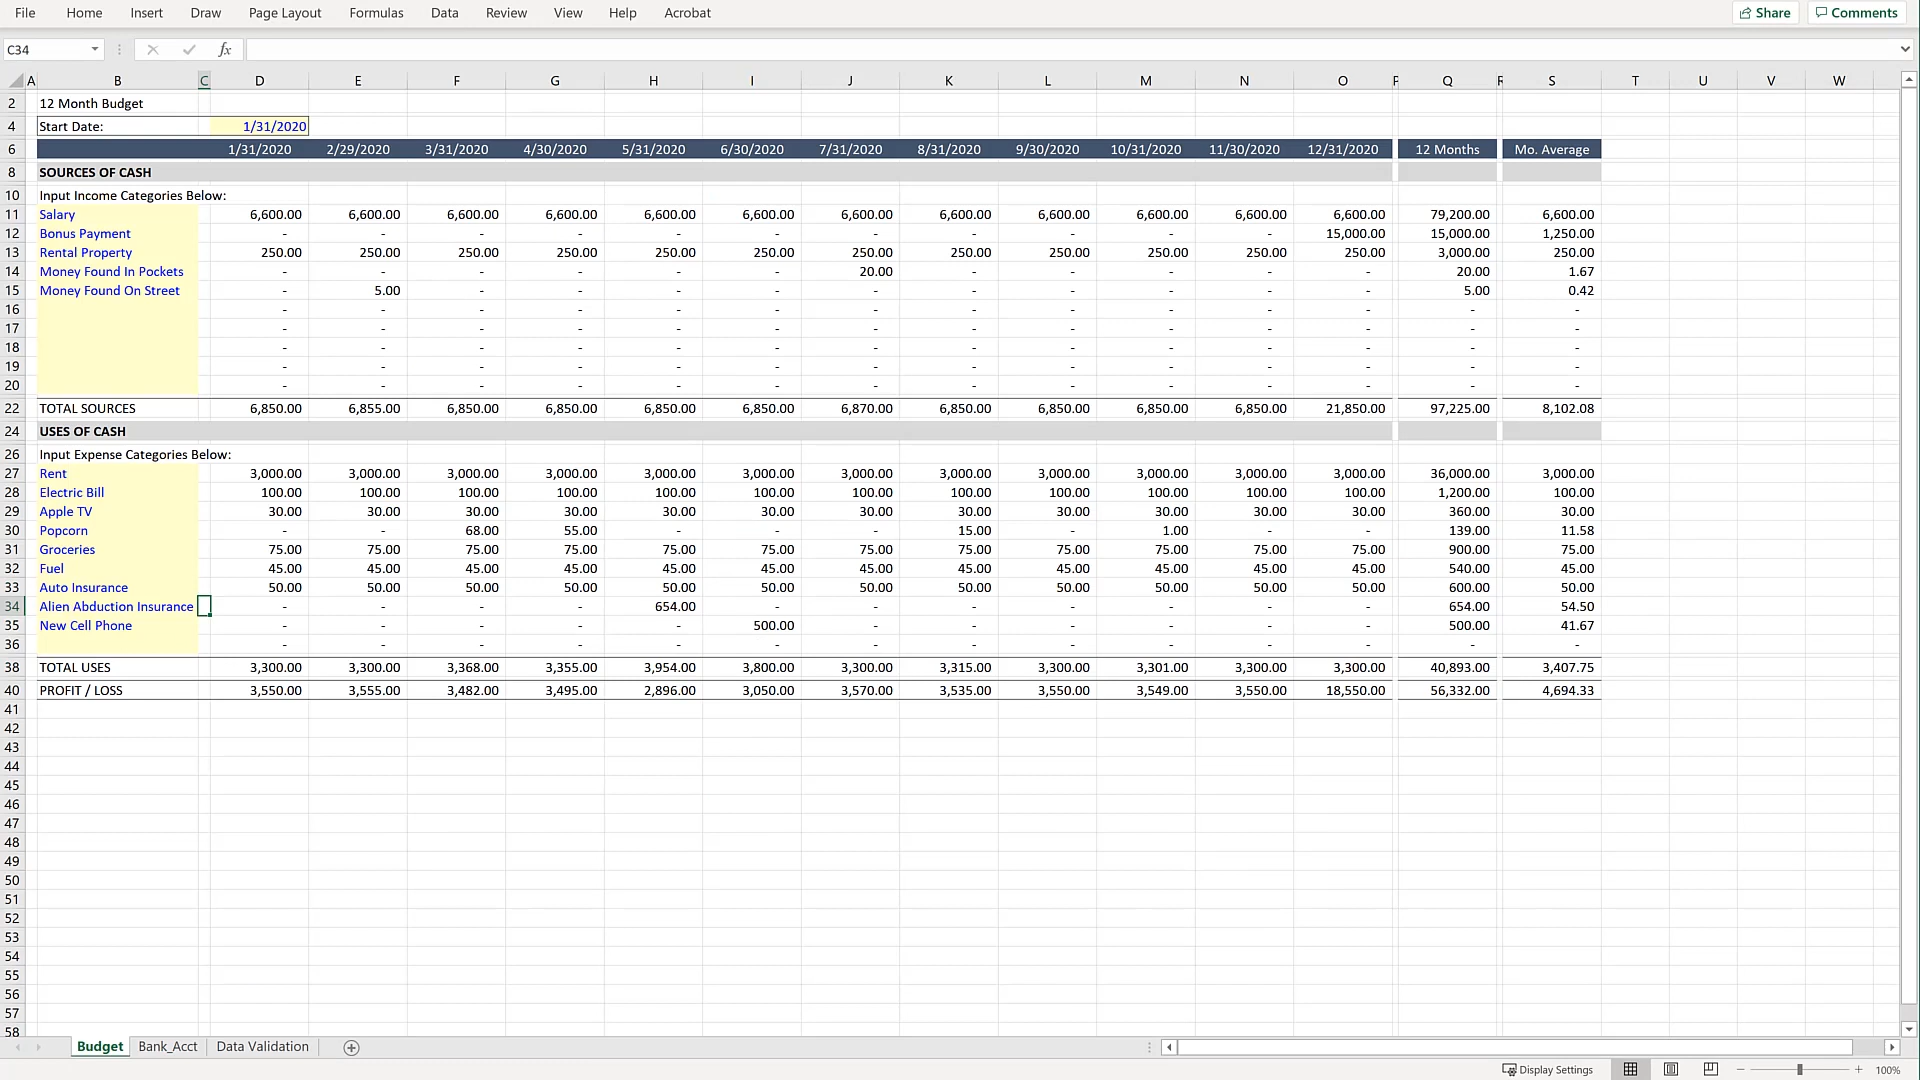 File Home Insert Draw Page Layout Formulas Data Review View Help Acrobat Share Comments
C34 fx
A B C D E F G H I J K L M N O P Q R S T U V W
2 12 Month Budget
4 Start Date: 1/31/2020
6 1/31/2020 2/29/2020 3/31/2020 4/30/2020 5/31/2020 6/30/2020 7/31/2020 8/31/2020 9/30/2020 10/31/2020 11/30/2020 12/31/2020 12 Months Mo. Average
8 SOURCES OF CASH
10 Input Income Categories Below:
11 Salary 6,600.00 6,600.00 6,600.00 6,600.00 6,600.00 6,600.00 6,600.00 6,600.00 6,600.00 6,600.00 6,600.00 6,600.00 79,200.00 6,600.00
12 Bonus Payment - - - - - - - - - - - 15,000.00 15,000.00 1,250.00
13 Rental Property 250.00 250.00 250.00 250.00 250.00 250.00 250.00 250.00 250.00 250.00 250.00 250.00 3,000.00 250.00
14 Money Found In Pockets - - - - - - 20.00 - - - - - 20.00 1.67
15 Money Found On Street - 5.00 - - - - - - - - - - 5.00 0.42
16 - - - - - - - - - - - - - -
17 - - - - - - - - - - - - - -
18 - - - - - - - - - - - - - -
19 - - - - - - - - - - - - - -
20 - - - - - - - - - - - - - -
22 TOTAL SOURCES 6,850.00 6,855.00 6,850.00 6,850.00 6,850.00 6,850.00 6,870.00 6,850.00 6,850.00 6,850.00 6,850.00 21,850.00 97,225.00 8,102.08
24 USES OF CASH
26 Input Expense Categories Below:
27 Rent 3,000.00 3,000.00 3,000.00 3,000.00 3,000.00 3,000.00 3,000.00 3,000.00 3,000.00 3,000.00 3,000.00 3,000.00 36,000.00 3,000.00
28 Electric Bill 100.00 100.00 100.00 100.00 100.00 100.00 100.00 100.00 100.00 100.00 100.00 100.00 1,200.00 100.00
29 Apple TV 30.00 30.00 30.00 30.00 30.00 30.00 30.00 30.00 30.00 30.00 30.00 30.00 360.00 30.00
30 Popcorn - - 68.00 55.00 - - - 15.00 - 1.00 - - 139.00 11.58
31 Groceries 75.00 75.00 75.00 75.00 75.00 75.00 75.00 75.00 75.00 75.00 75.00 75.00 900.00 75.00
32 Fuel 45.00 45.00 45.00 45.00 45.00 45.00 45.00 45.00 45.00 45.00 45.00 45.00 540.00 45.00
33 Auto Insurance 50.00 50.00 50.00 50.00 50.00 50.00 50.00 50.00 50.00 50.00 50.00 50.00 600.00 50.00
34 Alien Abduction Insurance - - - - 654.00 - - - - - - - 654.00 54.50
35 New Cell Phone - - - - - 500.00 - - - - - - 500.00 41.67
36 - - - - - - - - - - - - - -
38 TOTAL USES 3,300.00 3,300.00 3,368.00 3,355.00 3,954.00 3,800.00 3,300.00 3,315.00 3,300.00 3,301.00 3,300.00 3,300.00 40,893.00 3,407.75
40 PROFIT / LOSS 3,550.00 3,555.00 3,482.00 3,495.00 2,896.00 3,050.00 3,570.00 3,535.00 3,550.00 3,549.00 3,550.00 18,550.00 56,332.00 4,694.33
41
42
43
44
45
46
47
48
49
50
51
52
53
54
55
56
57
58
Budget Bank_Acct Data Validation
Display Settings 100%